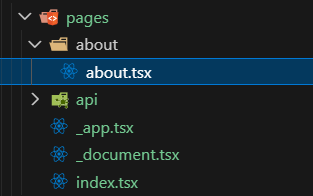 pages
about
about.tsx
api
_app.tsx
_document.tsx
index.tsx